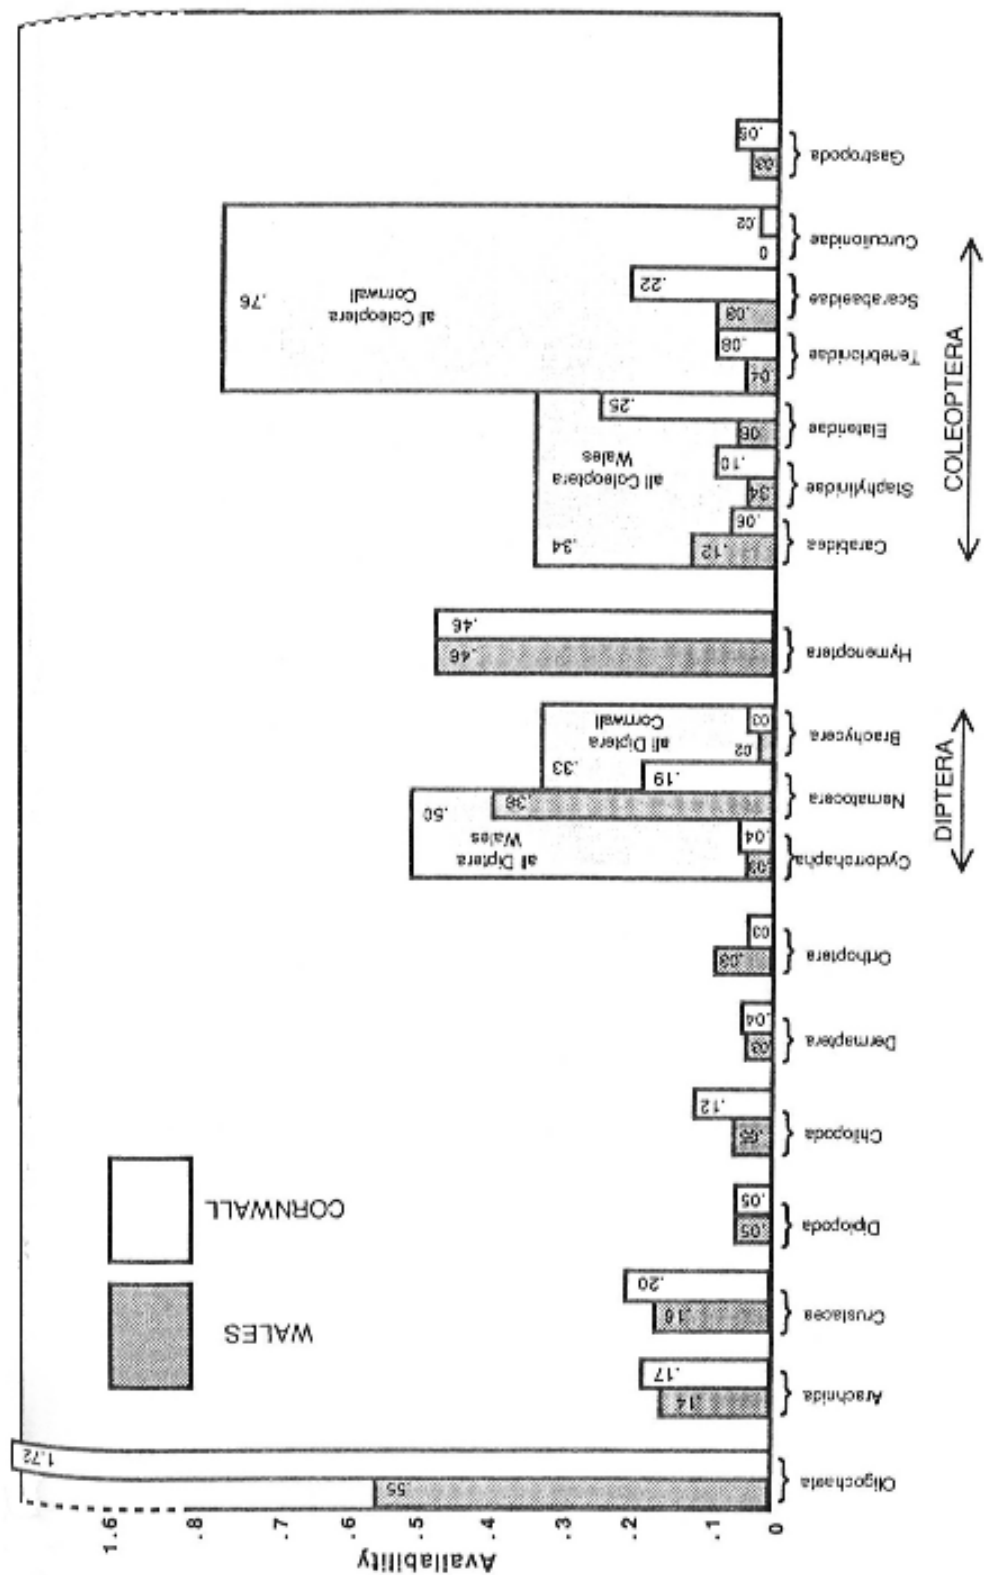 Availability
1.6
.8
.7
.6
.5
.4
.3
.2
.1
0
Oligochaeta
.55
1.72
Arachnida
.14
.17
WALES
CORNWALL
Crustacea
.16
.20
Diplopoda
.05
.05
Chilopoda
.12
Dermaptera
.03
.04
Orthoptera
.03
DIPTERA
Cyclorrhapha
.03
.04
all Diptera
Wales
.50
Nematocera
.38
.19
Brachycera
.02
.03
all Diptera
Cornwall
.33
Hymenoptera
.46
.46
COLEOPTERA
Carabidea
.12
.06
Staphylinidae
.34
.10
Elateridae
.06
.25
all Coleoptera
Wales
.34
Tenebrionidae
.04
.08
Scarabaeidae
.08
.22
Curculionidae
0
.02
all Coleoptera
Cornwall
.76
Gastropoda
.03
.05